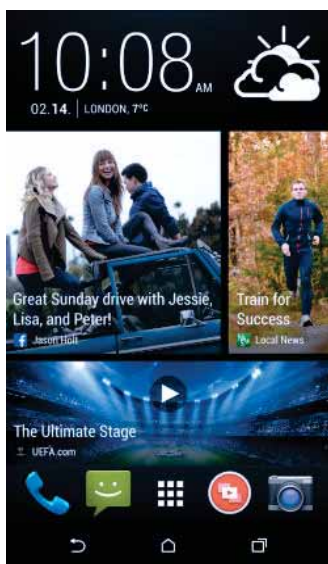 10:08 AM
02.14. | LONDON, 7°C
Great Sunday drive with Jessie,
Lisa, and Peter!
Jason Holt
Train for
Success
Local News
The Ultimate Stage
UEFA.com